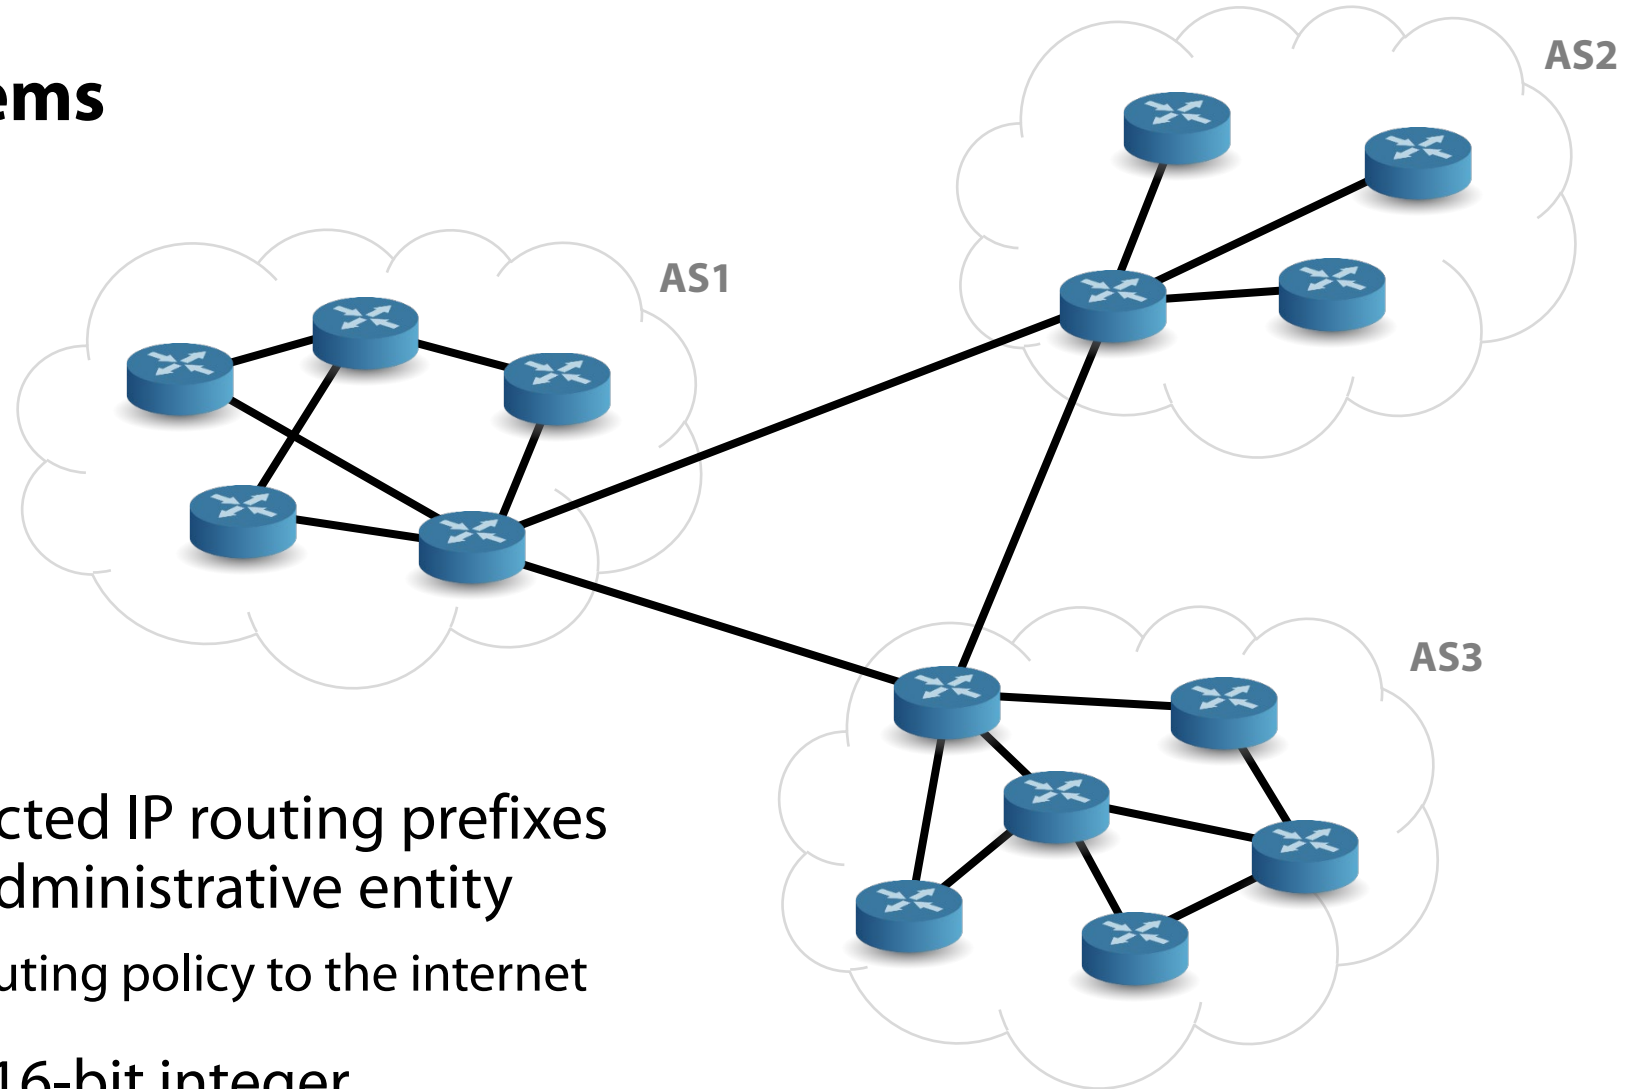 ems
AS2
AS1
AS3
cted IP routing prefixes
dministrative entity
uting policy to the internet
16-bit integer